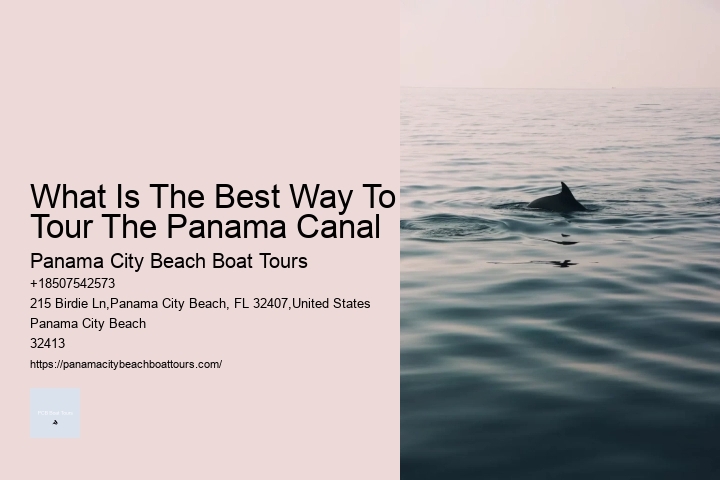 What Is The Best Way To
Tour The Panama Canal
Panama City Beach Boat Tours
+18507542573
215 Birdie Ln,Panama City Beach, FL 32407,United States
Panama City Beach
32413
https://panamacitybeachboattours.com/